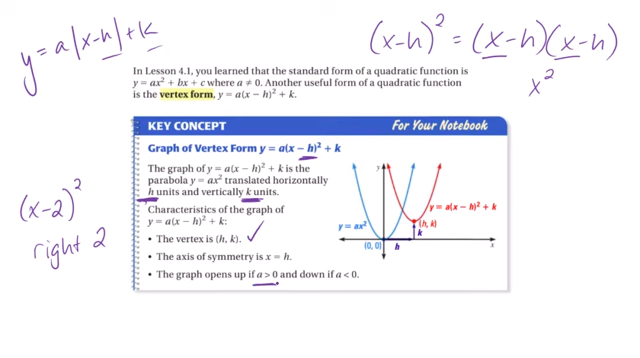 y = a|x-h|+k
(x-h)² = (x-h)(x-h)
x²
In Lesson 4.1, you learned that the standard form of a quadratic function is
y = ax² + bx + c where a ≠ 0. Another useful form of a quadratic function
is the vertex form, y = a(x − h)² + k.
KEY CONCEPT
For Your Notebook
Graph of Vertex Form y = a(x − h)² + k
The graph of y = a(x − h)² + k is the
parabola y = ax² translated horizontally
h units and vertically k units.
Characteristics of the graph of
y = a(x − h)² + k:
• The vertex is (h, k). ✓
• The axis of symmetry is x = h.
• The graph opens up if a > 0 and down if a < 0.
y
y = a(x − h)² + k
y = ax²
(h, k)
k
(0, 0)
h
x
(x-2)²
right 2